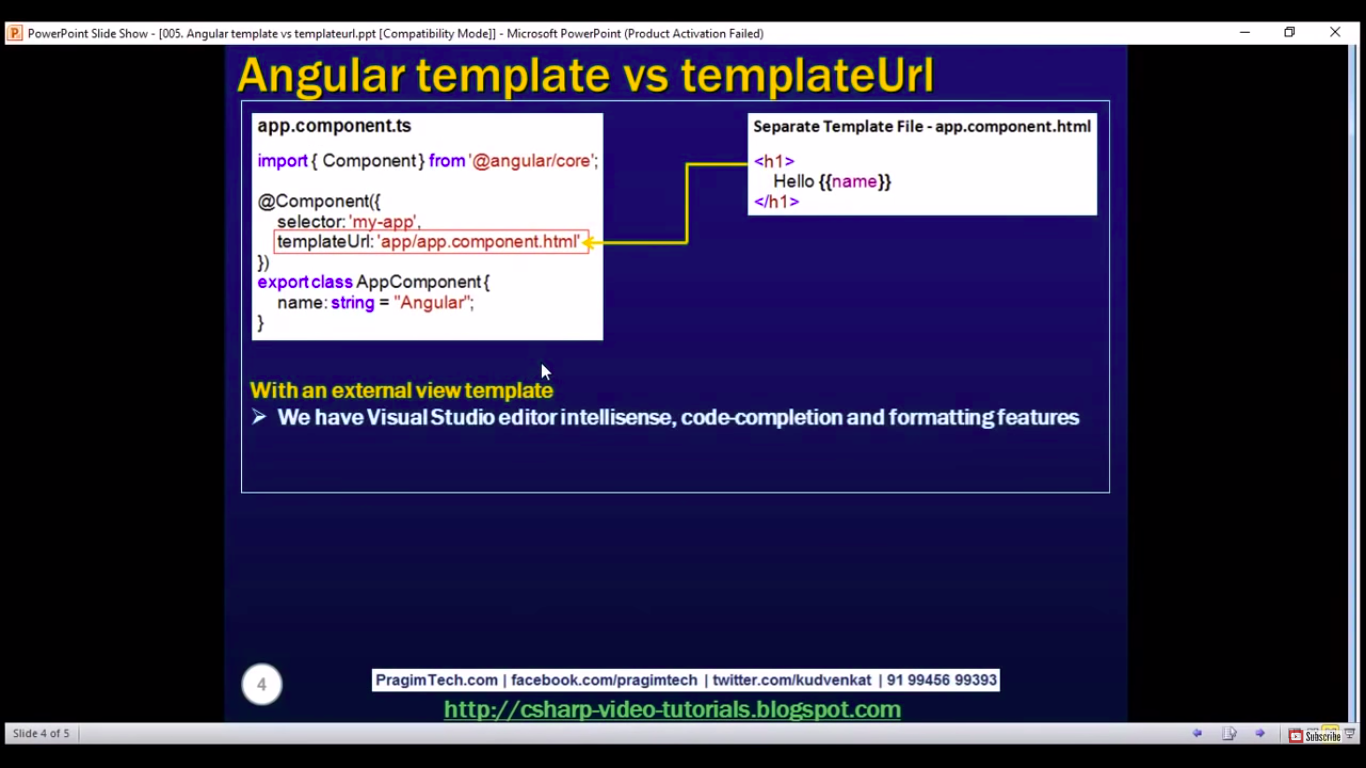 PowerPoint Slide Show - [005. Angular template vs templateurl.ppt [Compatibility Mode]] - Microsoft PowerPoint (Product Activation Failed)
Angular template vs templateUrl
app.component.ts
import { Component } from '@angular/core';
@Component({
selector: 'my-app',
templateUrl: 'app/app.component.html'
})
export class AppComponent {
name: string = "Angular";
}
Separate Template File - app.component.html
<h1>
Hello {{name}}
</h1>
With an external view template
➢ We have Visual Studio editor intellisense, code-completion and formatting features
4
PragimTech.com | facebook.com/pragimtech | twitter.com/kudvenkat | 91 99456 99393
http://csharp-video-tutorials.blogspot.com
Slide 4 of 5
Subscribe